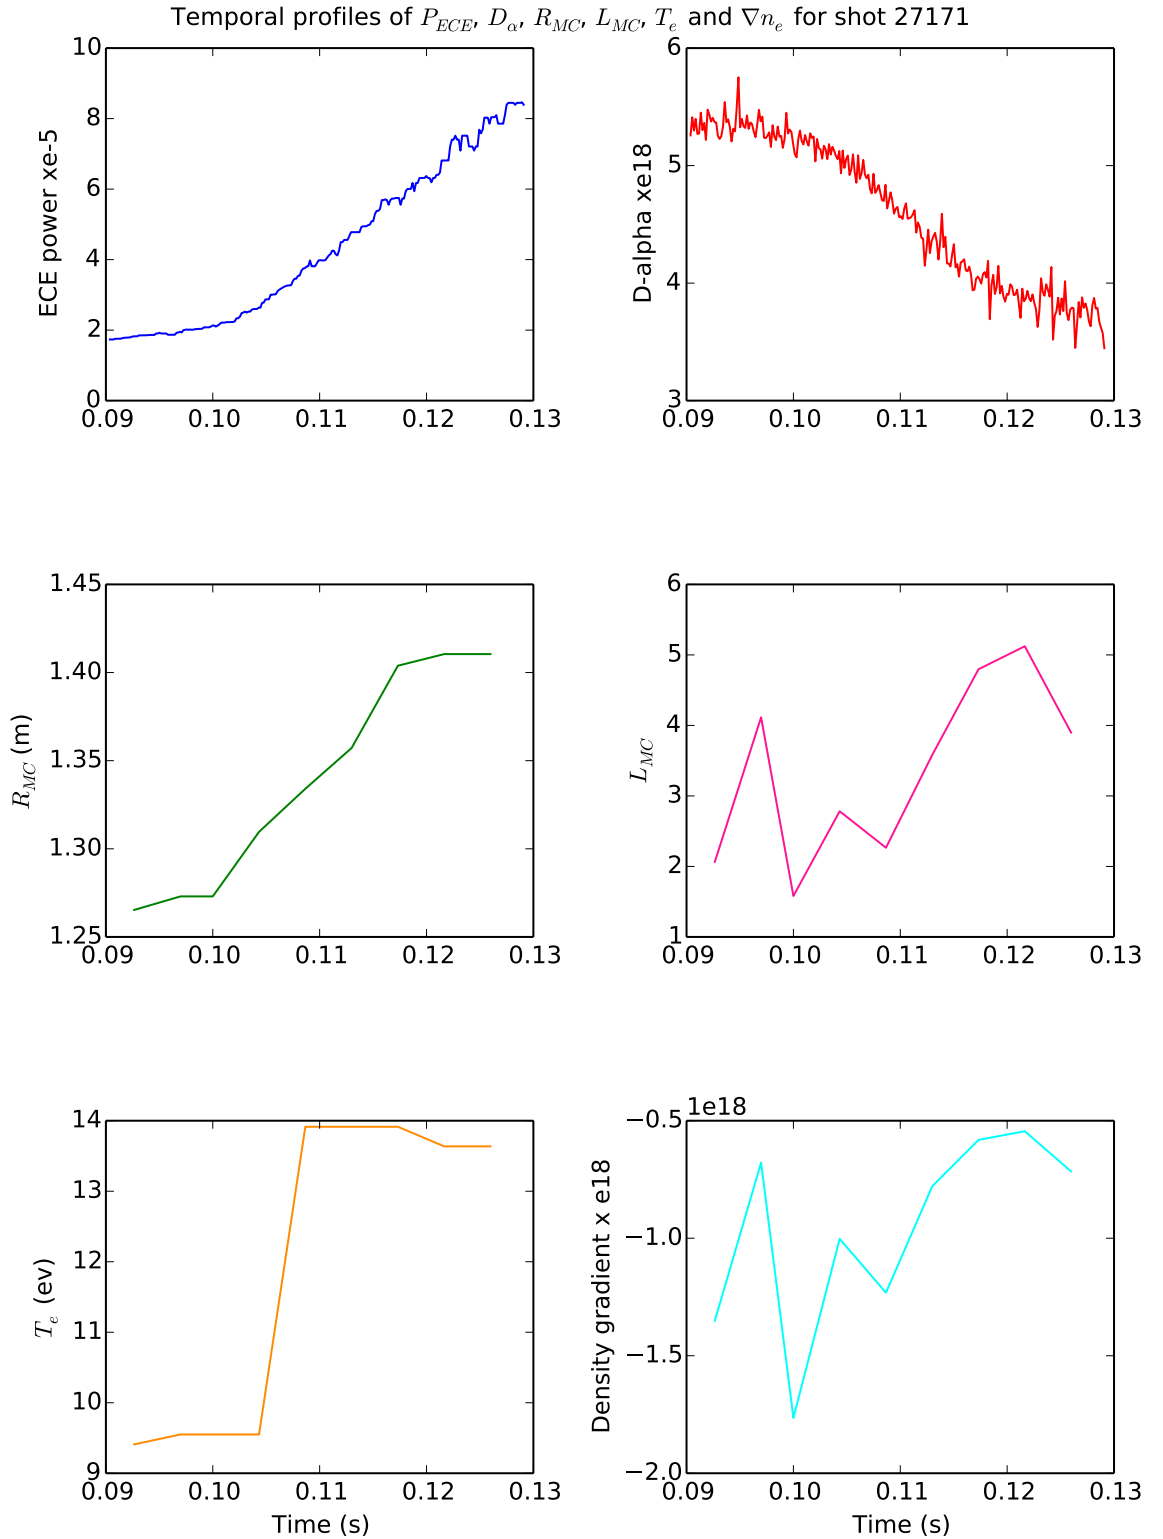 Temporal profiles of P_ECE, D_α, R_MC, L_MC, T_e and ∇n_e for shot 27171
ECE power xe-5
10
8
6
4
2
0
0.09 0.10 0.11 0.12 0.13
D-alpha xe18
6
5
4
3
0.09 0.10 0.11 0.12 0.13
R_MC (m)
1.45
1.40
1.35
1.30
1.25
0.09 0.10 0.11 0.12 0.13
L_MC
6
5
4
3
2
1
0.09 0.10 0.11 0.12 0.13
T_e (ev)
14
13
12
11
10
9
0.09 0.10 0.11 0.12 0.13
Time (s)
1e18
Density gradient x e18
−0.5
−1.0
−1.5
−2.0
0.09 0.10 0.11 0.12 0.13
Time (s)